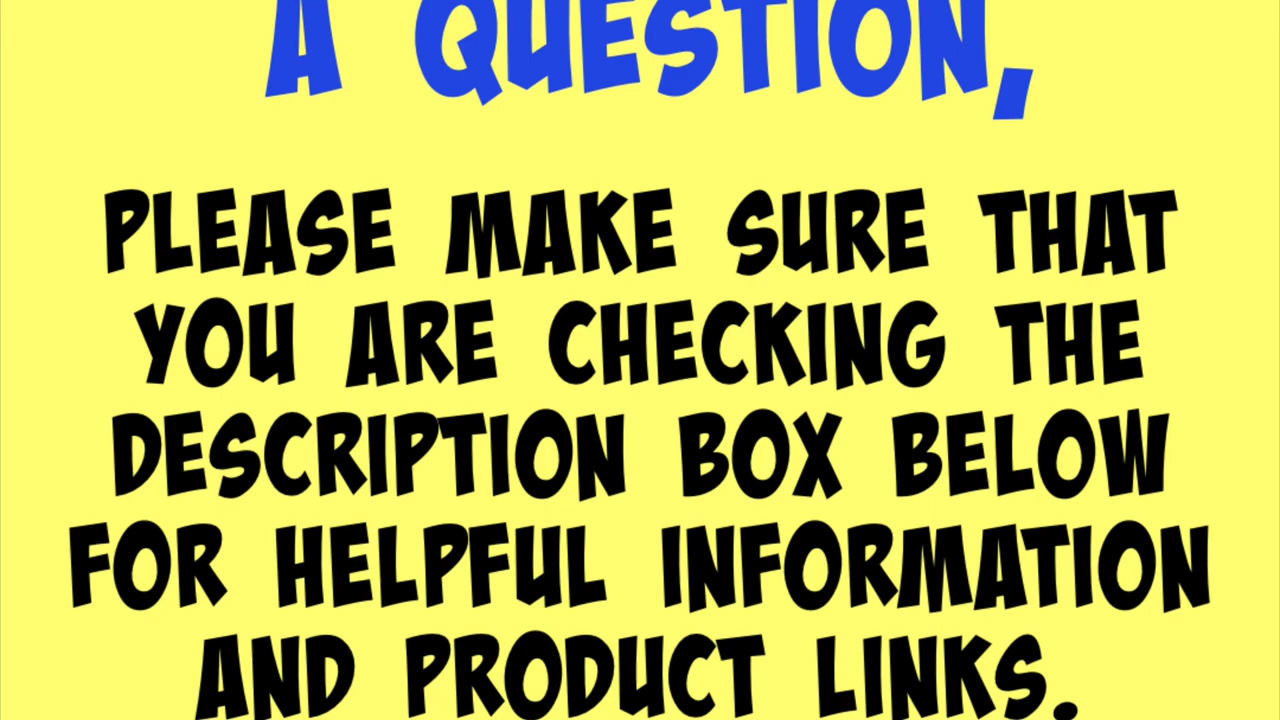 A QUESTION,
PLEASE MAKE SURE THAT
YOU ARE CHECKING THE
DESCRIPTION BOX BELOW
FOR HELPFUL INFORMATION
AND PRODUCT LINKS.